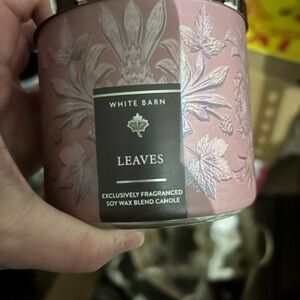 WHITE BARN
LEAVES
EXCLUSIVELY FRAGRANCED
SOY WAX BLEND CANDLE